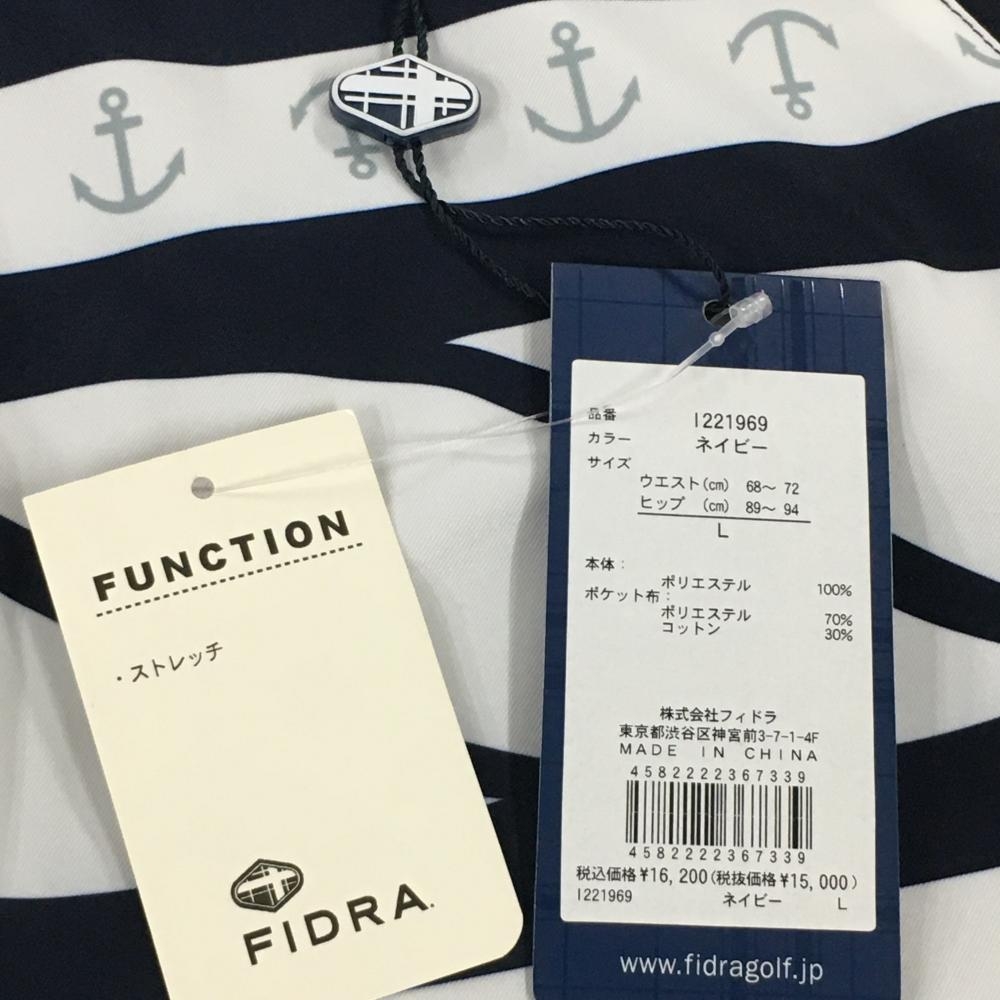 FUNCTION
・ストレッチ
FIDRA.
品番 I221969
カラー ネイビー
サイズ
ウエスト(cm) 68～ 72
ヒップ (cm) 89～ 94
L
本体：
ポリエステル 100%
ポケット布：
ポリエステル 70%
コットン 30%
株式会社フィドラ
東京都渋谷区神宮前3-7-1-4F
MADE IN CHINA
4582222367339
4582222367339
税込価格¥16,200(税抜価格¥15,000)
I221969 ネイビー L
www.fidragolf.jp